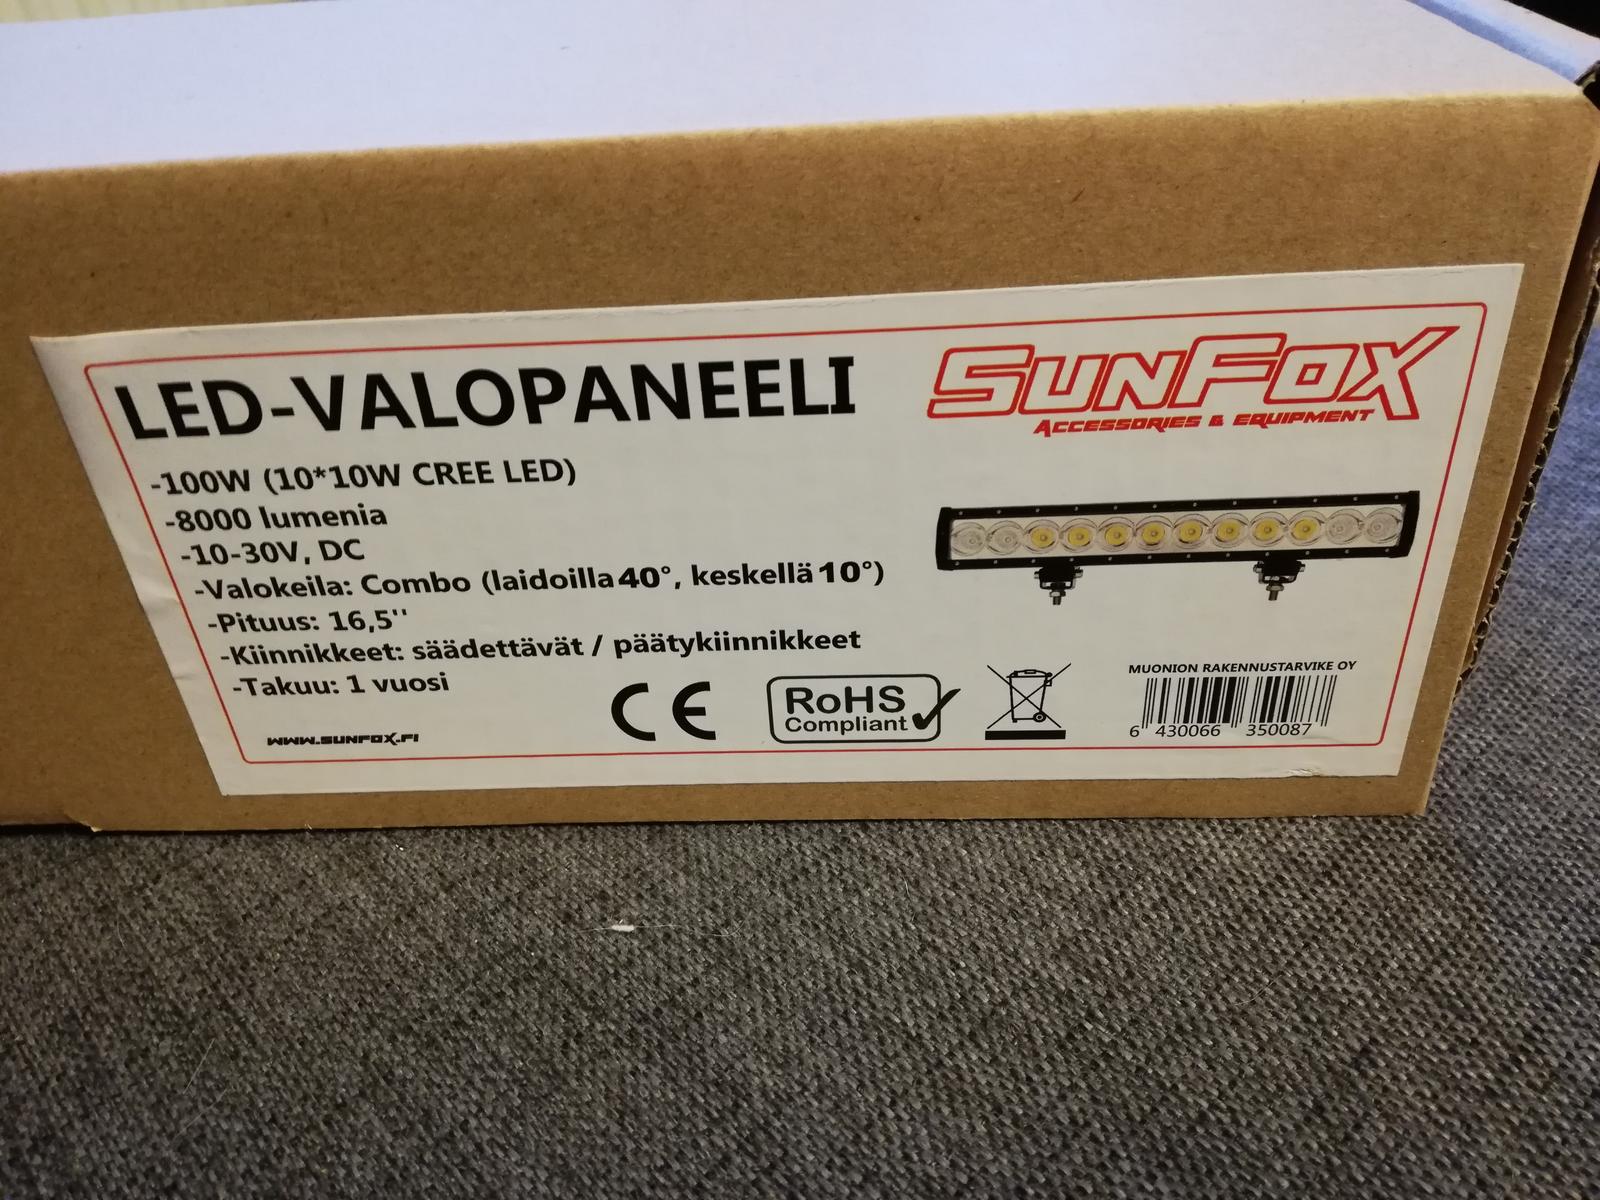 LED-VALOPANEELI
SUNFOX
ACCESSORIES & EQUIPMENT
-100W (10*10W CREE LED)
-8000 lumenia
-10-30V, DC
-Valokeila: Combo (laidoilla 40°, keskellä 10°)
-Pituus: 16,5''
-Kiinnikkeet: säädettävät / päätykiinnikkeet
-Takuu: 1 vuosi
WWW.SUNFOX.FI
CE
RoHS
Compliant
MUONION RAKENNUSTARVIKE OY
6 430066 350087